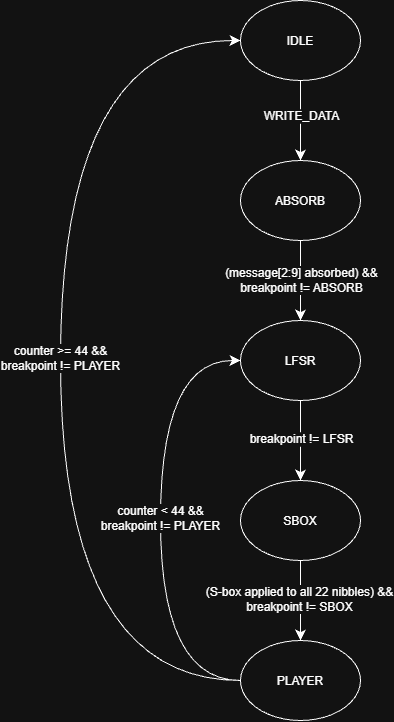 IDLE
WRITE_DATA
ABSORB
(message[2:9] absorbed) &&
breakpoint != ABSORB
counter >= 44 &&
breakpoint != PLAYER
LFSR
breakpoint != LFSR
counter < 44 &&
breakpoint != PLAYER
SBOX
(S-box applied to all 22 nibbles) &&
breakpoint != SBOX
PLAYER